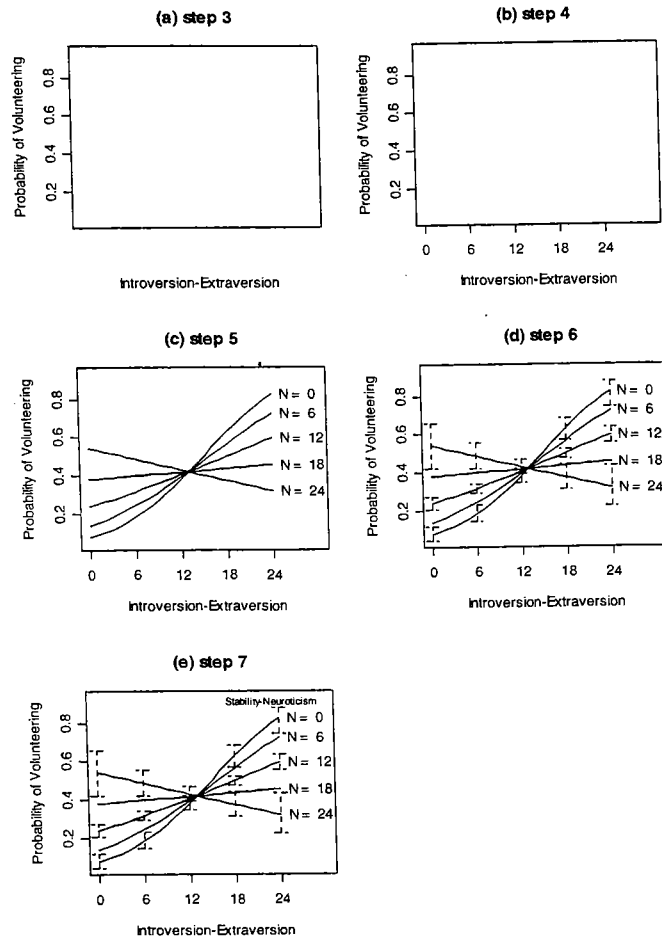 (a) step 3
Probability of Volunteering
0.2 0.4 0.6 0.8
Introversion-Extraversion
(b) step 4
Probability of Volunteering
0.2 0.4 0.6 0.8
0 6 12 18 24
Introversion-Extraversion
(c) step 5
Probability of Volunteering
0.2 0.4 0.6 0.8
N = 0
N = 6
N = 12
N = 18
N = 24
0 6 12 18 24
Introversion-Extraversion
(d) step 6
Probability of Volunteering
0.2 0.4 0.6 0.8
N = 0
N = 6
N = 12
N = 18
N = 24
0 6 12 18 24
Introversion-Extraversion
(e) step 7
Probability of Volunteering
0.2 0.4 0.6 0.8
Stability-Neuroticism
N = 0
N = 6
N = 12
N = 18
N = 24
0 6 12 18 24
Introversion-Extraversion